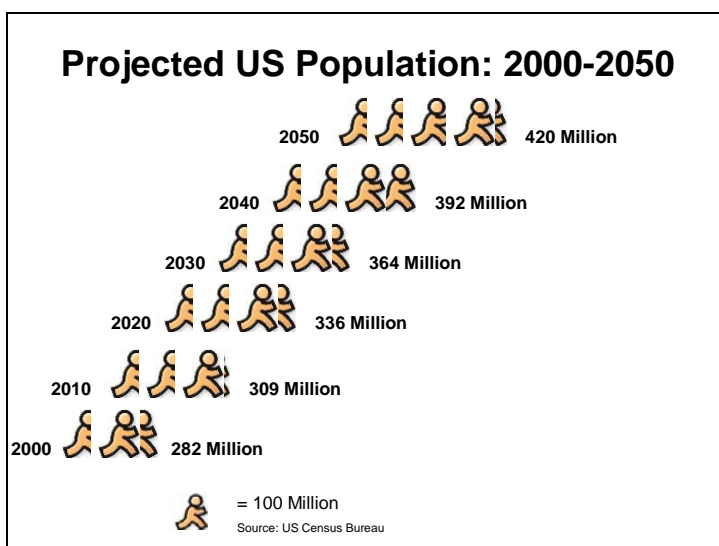 Projected US Population: 2000-2050
2050 420 Million
2040 392 Million
2030 364 Million
2020 336 Million
2010 309 Million
2000 282 Million
= 100 Million
Source: US Census Bureau